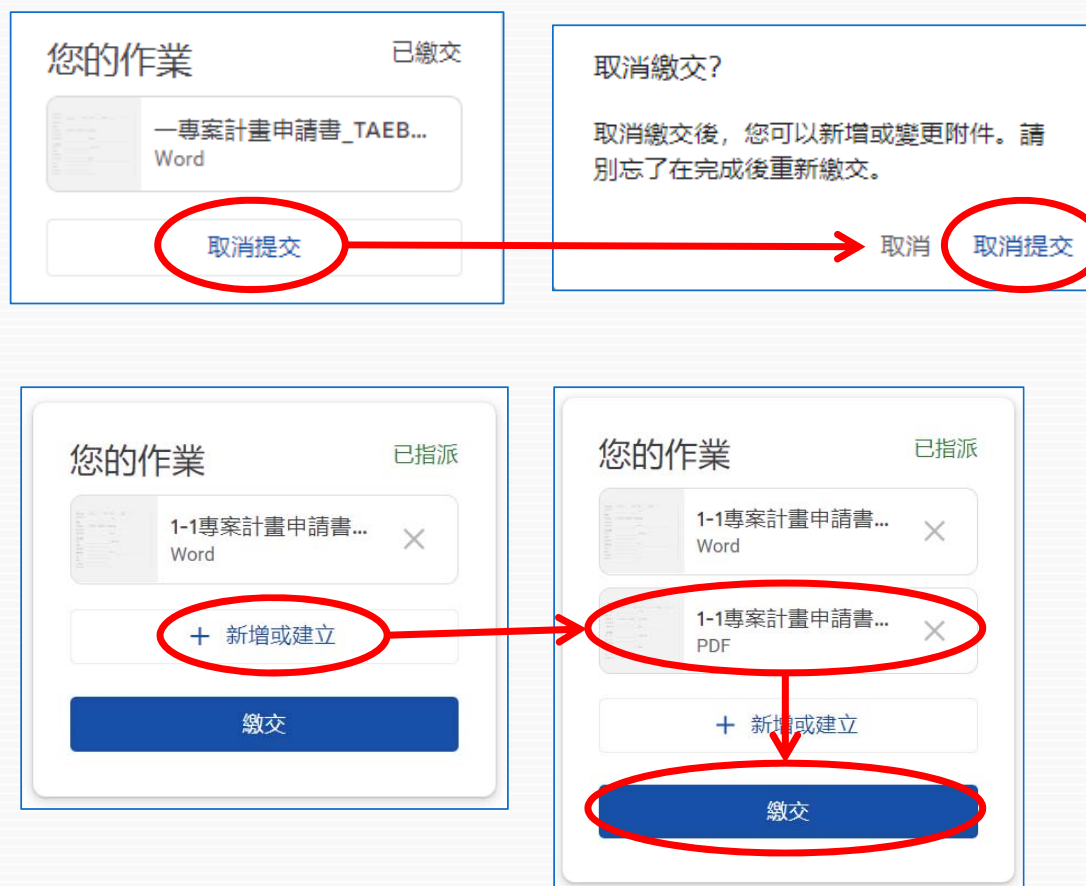 您的作業
已繳交
一專案計畫申請書_TAEB...
Word
取消提交
取消繳交?
取消繳交後，您可以新增或變更附件。請
別忘了在完成後重新繳交。
取消
取消提交
您的作業
已指派
1-1專案計畫申請書...
Word
+ 新增或建立
繳交
您的作業
已指派
1-1專案計畫申請書...
Word
1-1專案計畫申請書...
PDF
+ 新增或建立
繳交